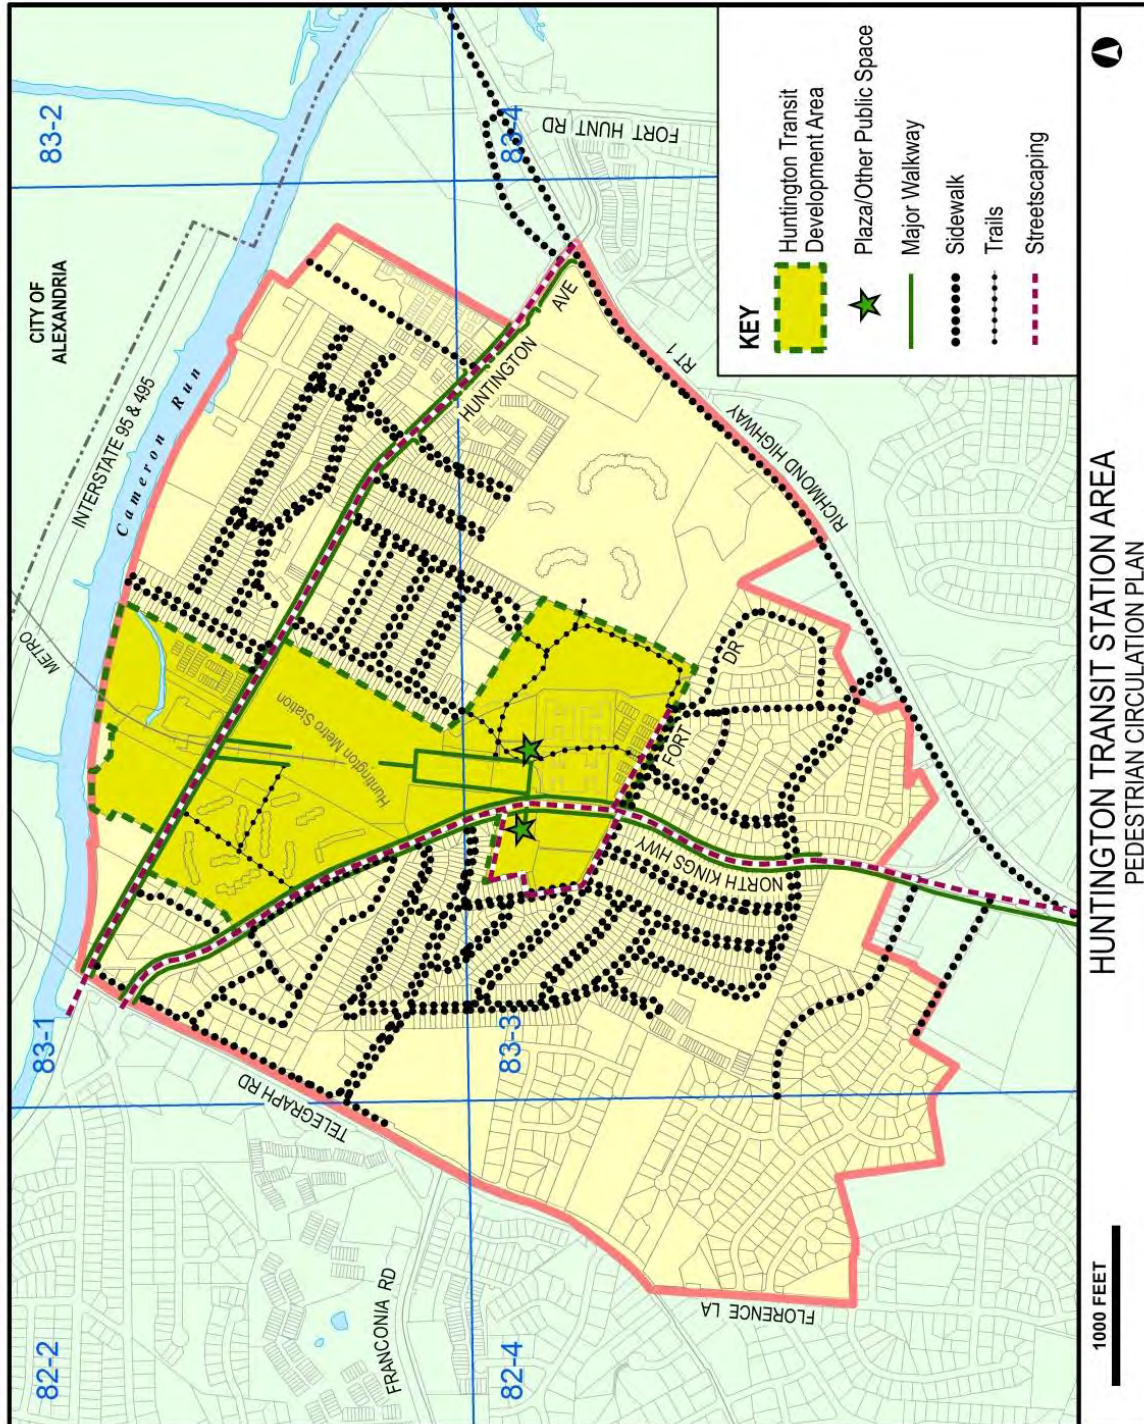 82-2
83-1
83-2
CITY OF
ALEXANDRIA
INTERSTATE 95 & 495
Cameron Run
METRO
TELEGRAPH RD
Huntington Metro Station
HUNTINGTON
AVE
FRANCONIA RD
82-4
83-3
83-4
FORT HUNT RD
FORT
DR
NORTH KINGS HWY
RICHMOND HIGHWAY
RT 1
FLORENCE LA
KEY
Huntington Transit
Development Area
Plaza/Other Public Space
Major Walkway
Sidewalk
Trails
Streetscaping
1000 FEET
HUNTINGTON TRANSIT STATION AREA
PEDESTRIAN CIRCULATION PLAN